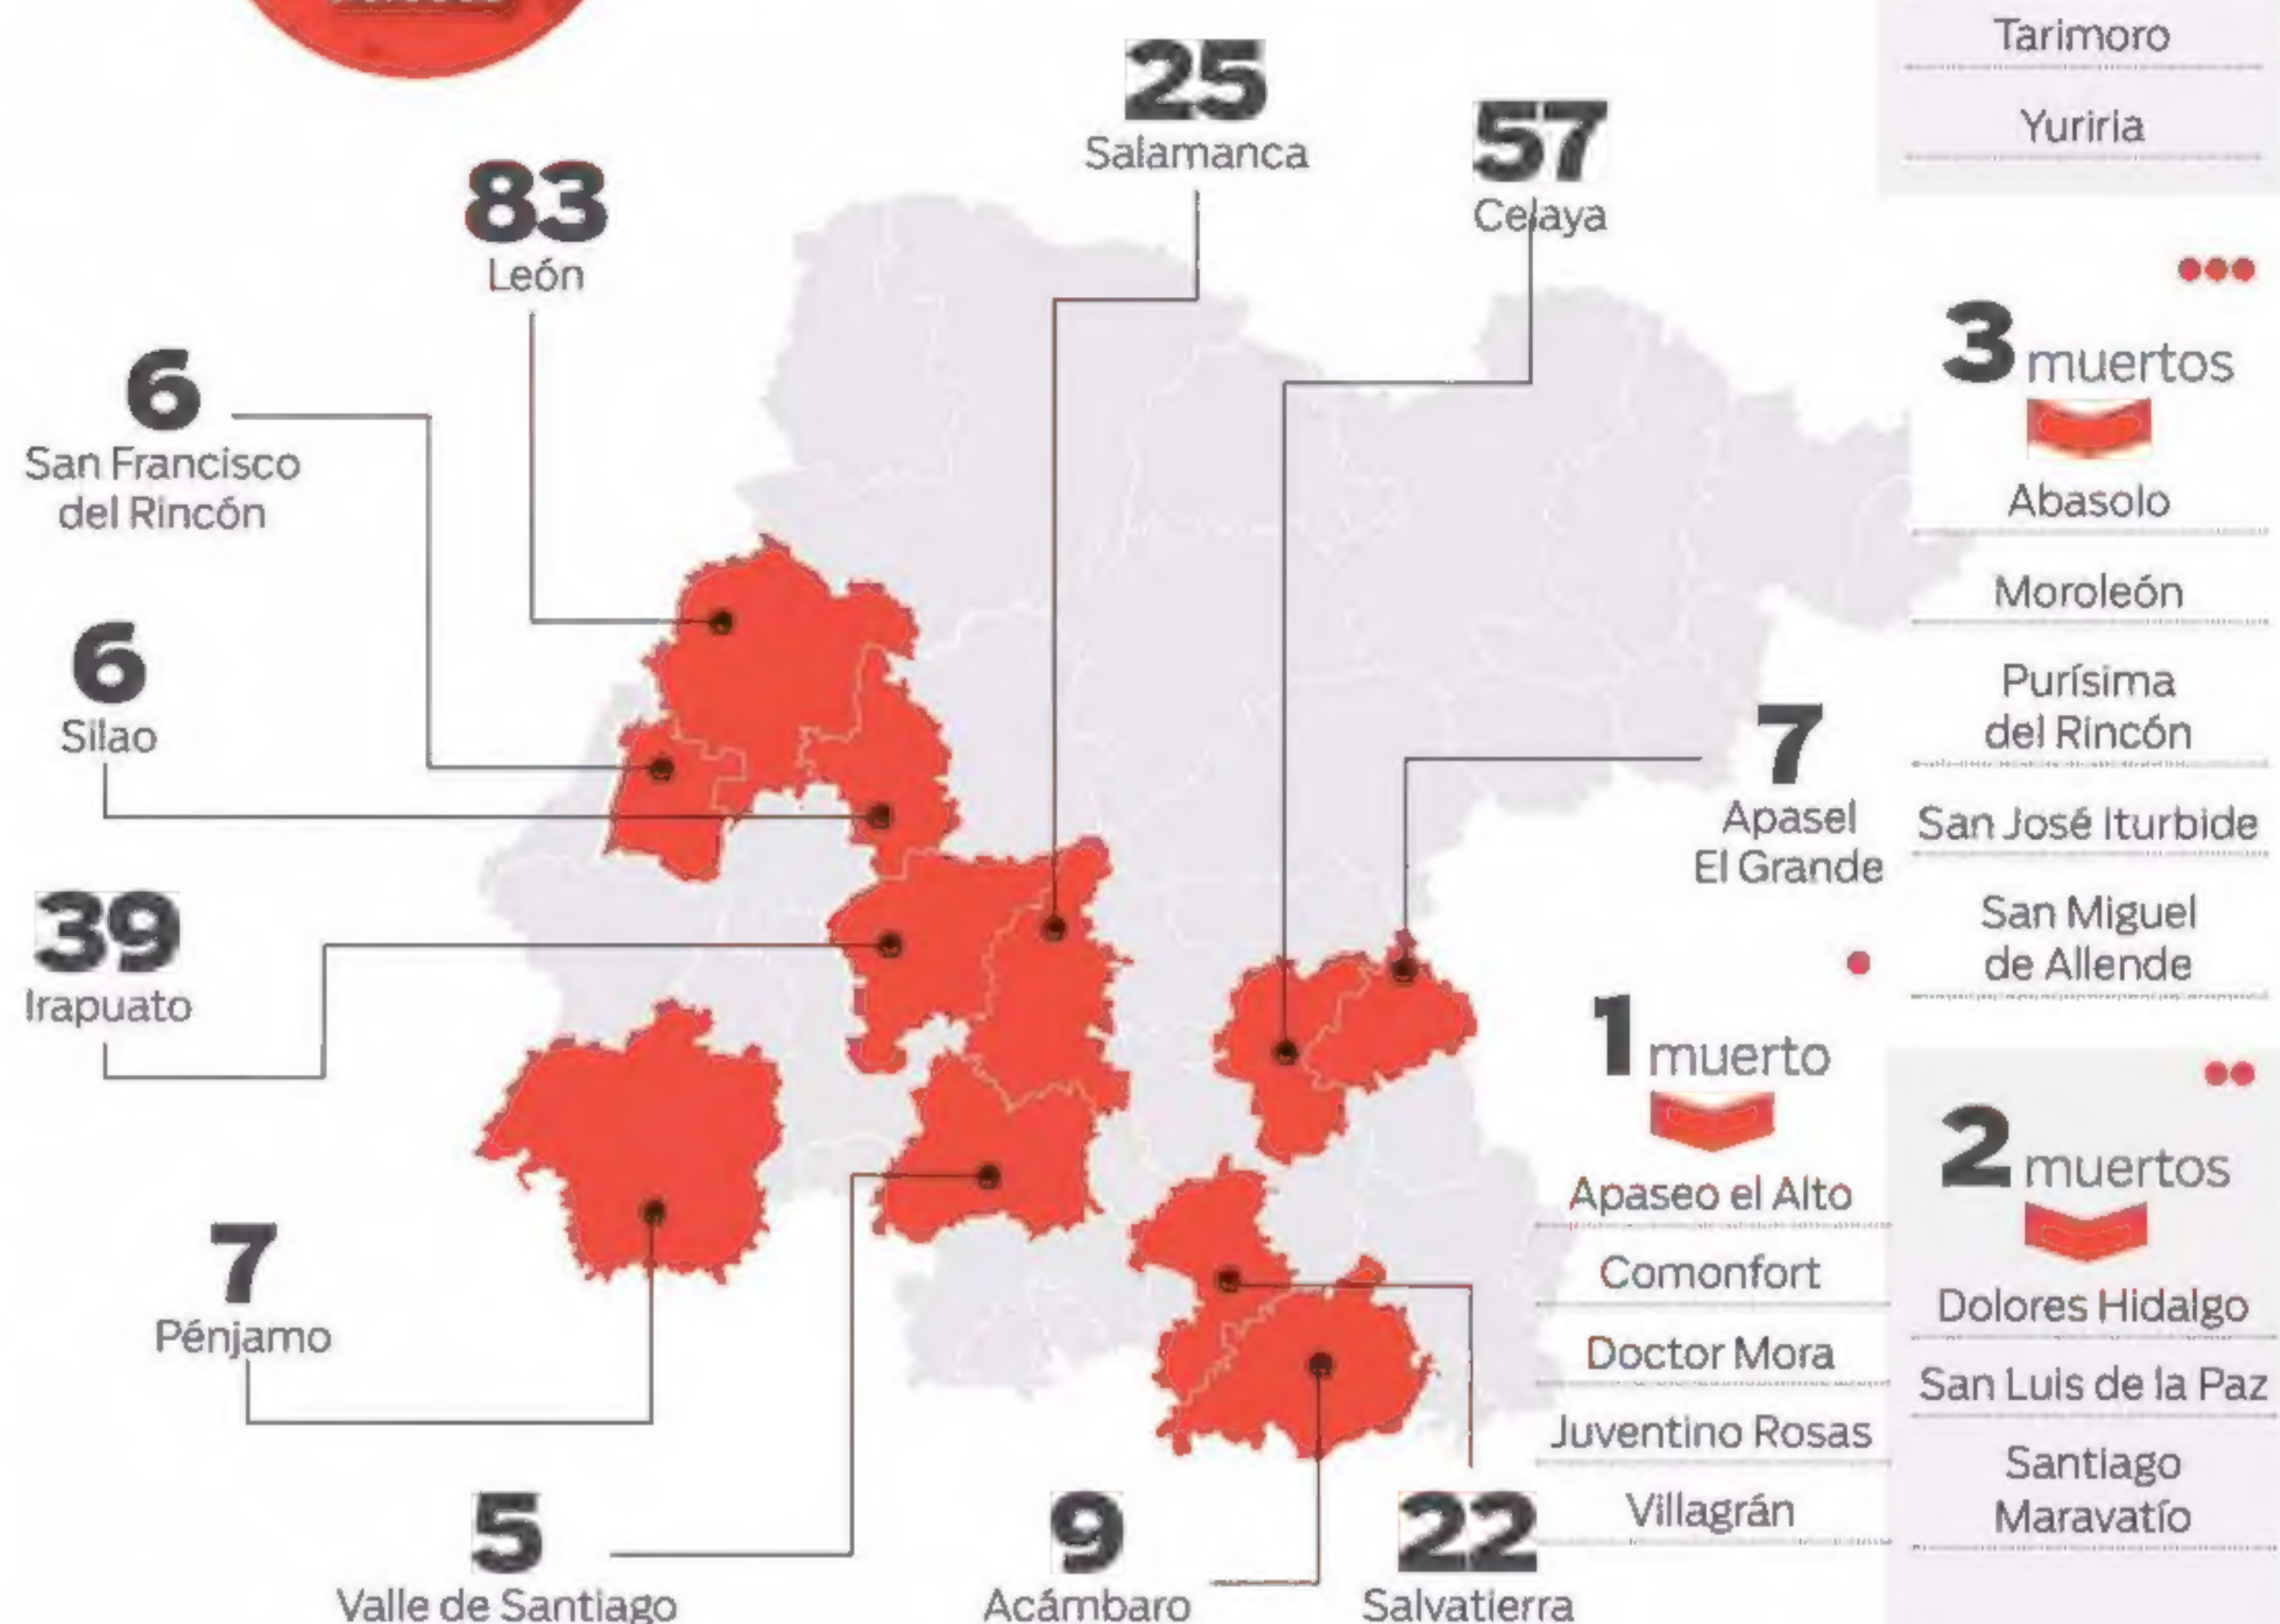 Tarimoro
Yuriria
25
Salamanca
57
Celaya
83
León
6
San Francisco
del Rincón
6
Silao
39
Irapuato
7
Pénjamo
5
Valle de Santiago
9
Acámbaro
22
Salvatierra
7
Apasel
El Grande
3 muertos
Abasolo
Moroleón
Purísima
del Rincón
San José Iturbide
San Miguel
de Allende
1 muerto
Apaseo el Alto
Comonfort
Doctor Mora
Juventino Rosas
Villagrán
2 muertos
Dolores Hidalgo
San Luis de la Paz
Santiago
Maravatío